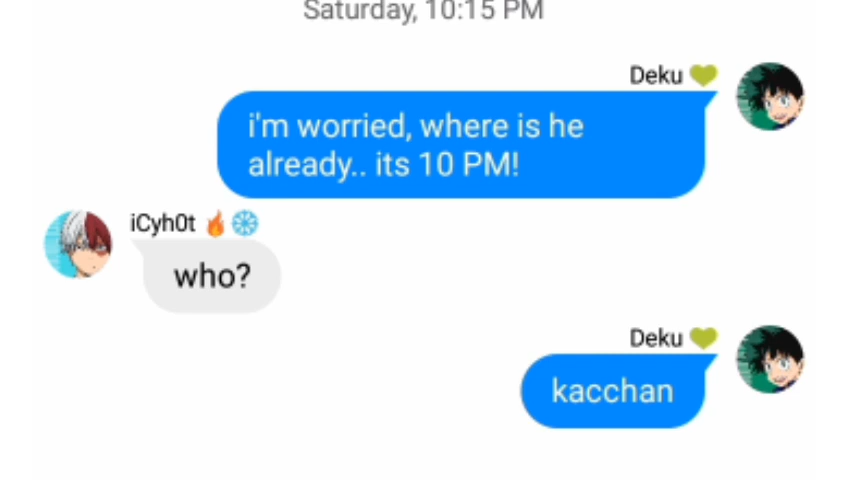 Saturday, 10:15 PM
Deku 💚
i'm worried, where is he
already.. its 10 PM!
iCyh0t 🔥❄️
who?
Deku 💚
kacchan